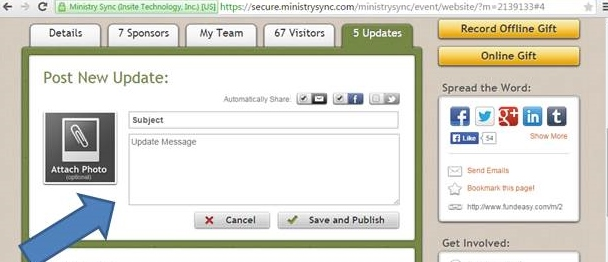 Ministry Sync (Insite Technology, Inc.) [US] https://secure.ministrysync.com/ministrysync/event/website/?m=2139133#4
Details
7 Sponsors
My Team
67 Visitors
5 Updates
Post New Update:
Automatically Share:
Subject
Update Message
Attach Photo
(optional)
Cancel
Save and Publish
Record Offline Gift
Online Gift
Spread the Word:
Like 54
Show More
Send Emails
Bookmark this page!
http://www.fundeasy.com/m/2
Get Involved: